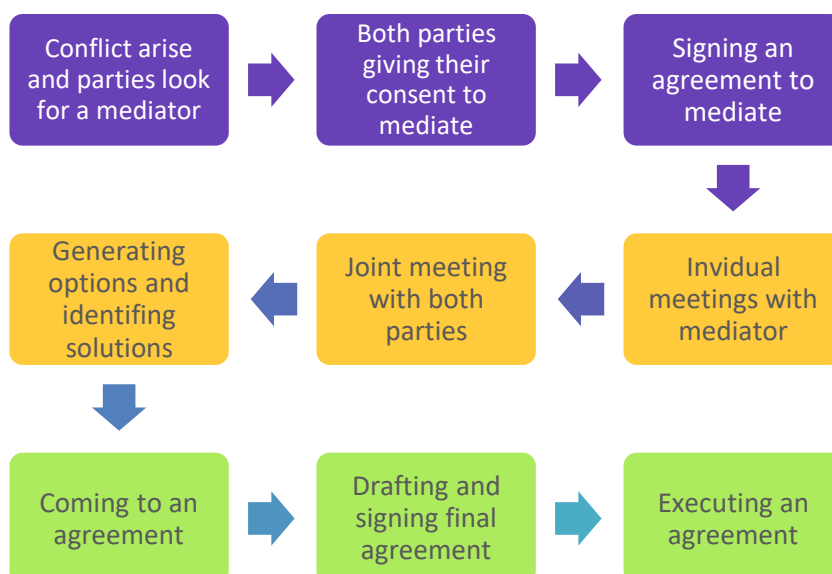 Conflict arise
and parties look
for a mediator
Both parties
giving their
consent to
mediate
Signing an
agreement to
mediate
Invidual
meetings with
mediator
Joint meeting
with both
parties
Generating
options and
identifing
solutions
Coming to an
agreement
Drafting and
signing final
agreement
Executing an
agreement